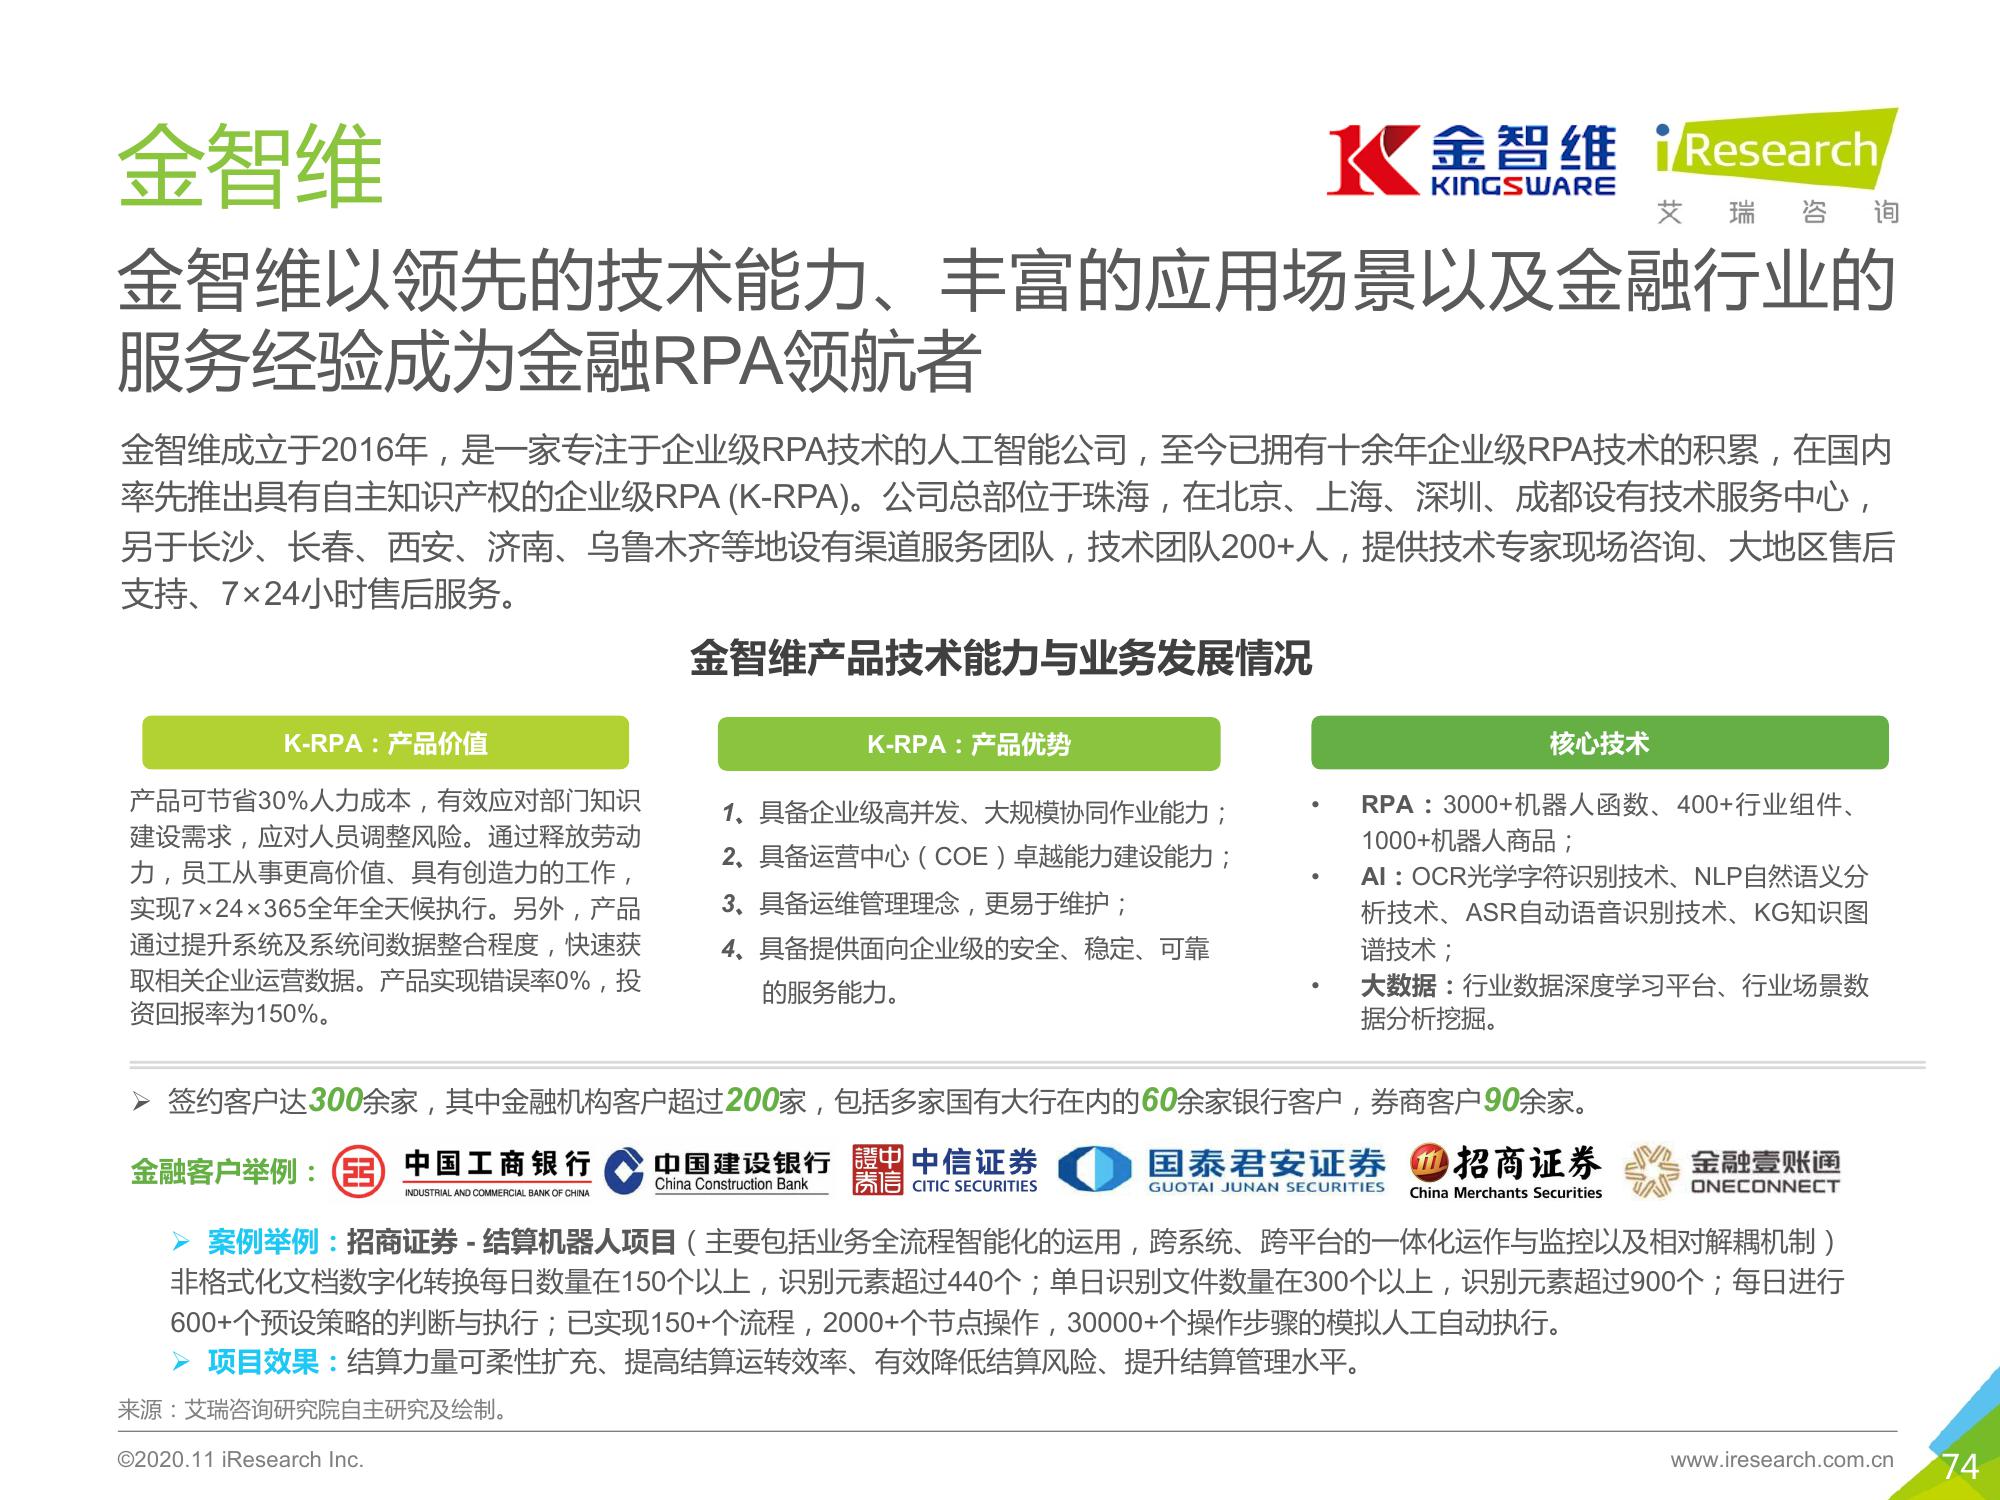 金智维
K 金智维
KINGSWARE
iResearch
艾瑞咨询
金智维以领先的技术能力、丰富的应用场景以及金融行业的
服务经验成为金融RPA领航者
金智维成立于2016年，是一家专注于企业级RPA技术的人工智能公司，至今已拥有十余年企业级RPA技术的积累，在国内
率先推出具有自主知识产权的企业级RPA (K-RPA)。公司总部位于珠海，在北京、上海、深圳、成都设有技术服务中心，
另于长沙、长春、西安、济南、乌鲁木齐等地设有渠道服务团队，技术团队200+人，提供技术专家现场咨询、大地区售后
支持、7×24小时售后服务。
金智维产品技术能力与业务发展情况
K-RPA：产品价值
产品可节省30%人力成本，有效应对部门知识
建设需求，应对人员调整风险。通过释放劳动
力，员工从事更高价值、具有创造力的工作，
实现7×24×365全年全天候执行。另外，产品
通过提升系统及系统间数据整合程度，快速获
取相关企业运营数据。产品实现错误率0%，投
资回报率为150%。
K-RPA：产品优势
1、具备企业级高并发、大规模协同作业能力；
2、具备运营中心（COE）卓越能力建设能力；
3、具备运维管理理念，更易于维护；
4、具备提供面向企业级的安全、稳定、可靠
的服务能力。
核心技术
• RPA：3000+机器人函数、400+行业组件、
1000+机器人商品；
• AI：OCR光学字符识别技术、NLP自然语义分
析技术、ASR自动语音识别技术、KG知识图
谱技术；
• 大数据：行业数据深度学习平台、行业场景数
据分析挖掘。
➢ 签约客户达300余家，其中金融机构客户超过200家，包括多家国有大行在内的60余家银行客户，券商客户90余家。
金融客户举例：
中国工商银行
INDUSTRIAL AND COMMERCIAL BANK OF CHINA
中国建设银行
China Construction Bank
中信證券
中信证券
CITIC SECURITIES
国泰君安证券
GUOTAI JUNAN SECURITIES
招商证券
China Merchants Securities
金融壹账通
ONECONNECT
➢ 案例举例：招商证券 - 结算机器人项目（主要包括业务全流程智能化的运用，跨系统、跨平台的一体化运作与监控以及相对解耦机制）
非格式化文档数字化转换每日数量在150个以上，识别元素超过440个；单日识别文件数量在300个以上，识别元素超过900个；每日进行
600+个预设策略的判断与执行；已实现150+个流程，2000+个节点操作，30000+个操作步骤的模拟人工自动执行。
➢ 项目效果：结算力量可柔性扩充、提高结算运转效率、有效降低结算风险、提升结算管理水平。
来源：艾瑞咨询研究院自主研究及绘制。
©2020.11 iResearch Inc.
www.iresearch.com.cn
74